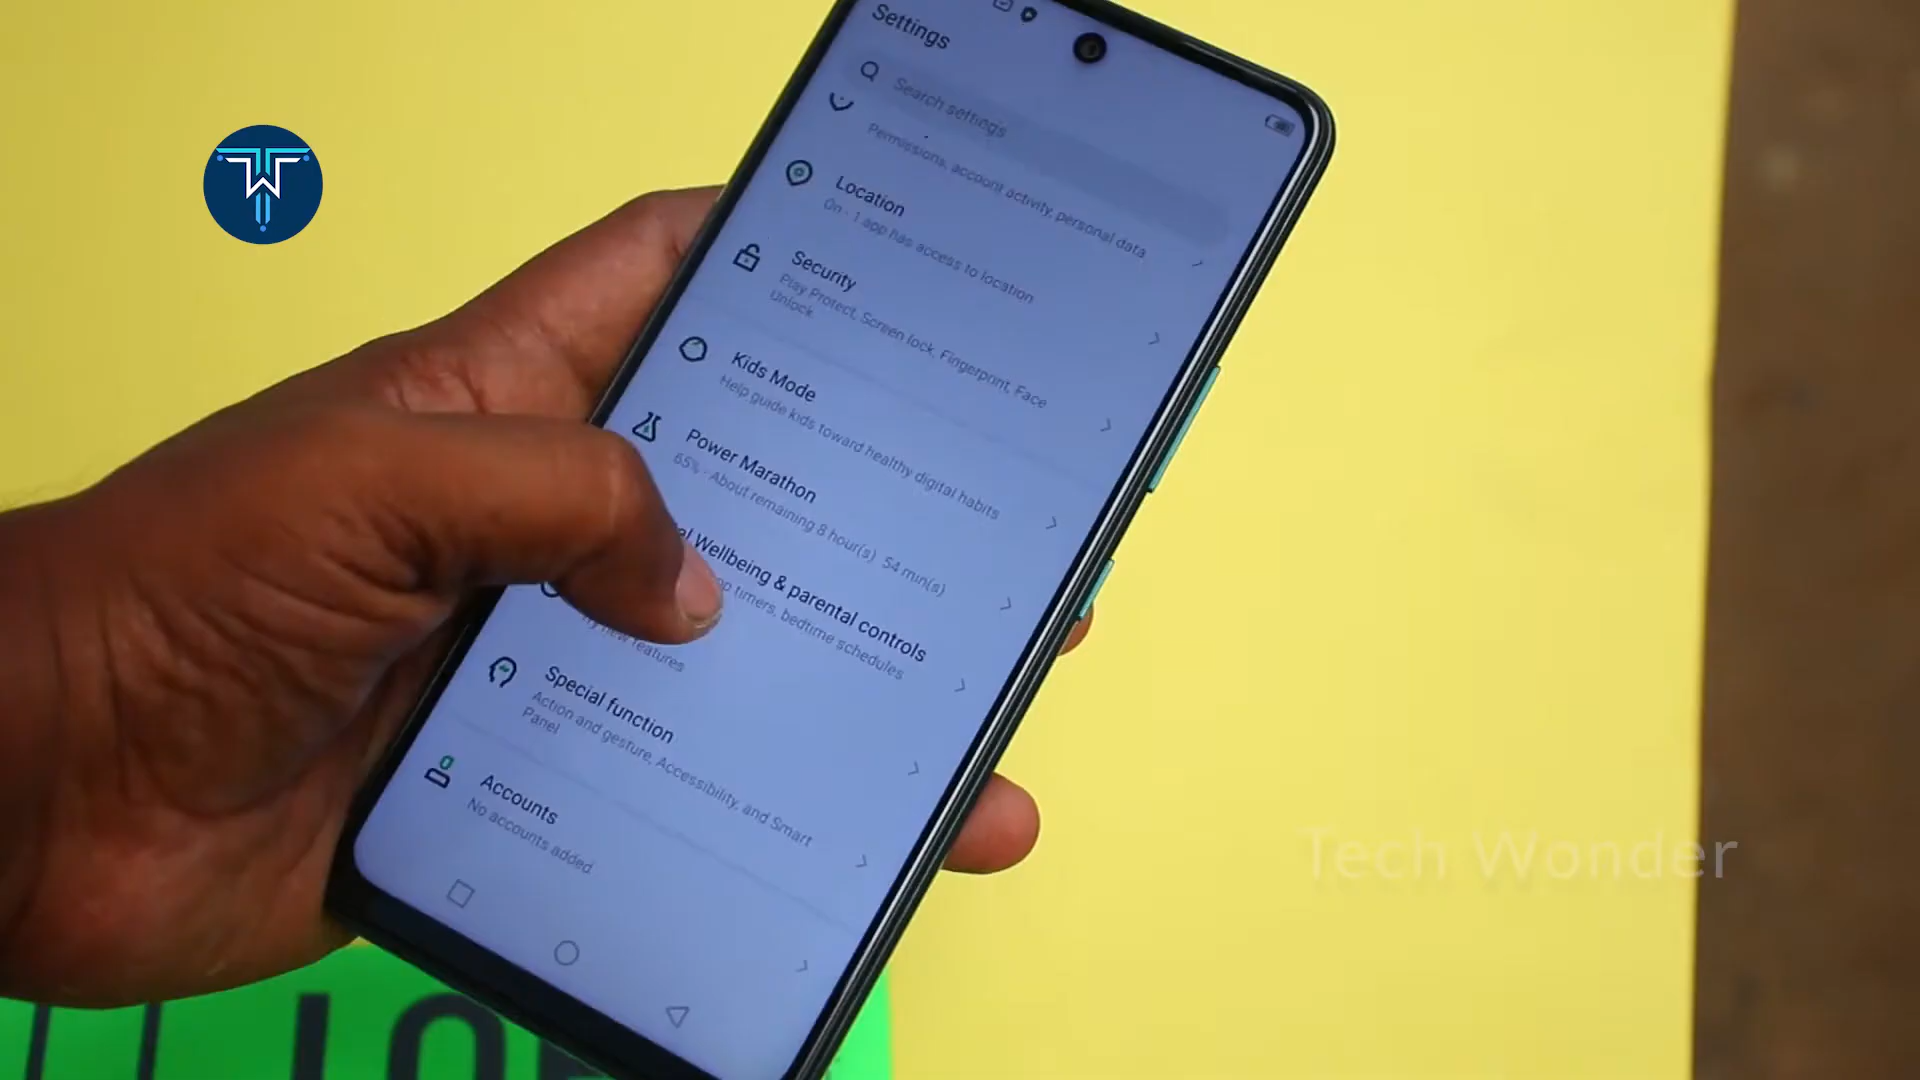 Settings
Search settings
Permissions, account activity, personal data
Location
On · 1 app has access to location
Security
Play Protect, Screen lock, Fingerprint, Face
Unlock
Kids Mode
Help guide kids toward healthy digital habits
Power Marathon
65% · About remaining 8 hour(s) 54 min(s)
Wellbeing & parental controls
timers, bedtime schedules
new features
Special function
Action and gesture, Accessibility, and Smart
Panel
Accounts
No accounts added
Tech Wonder